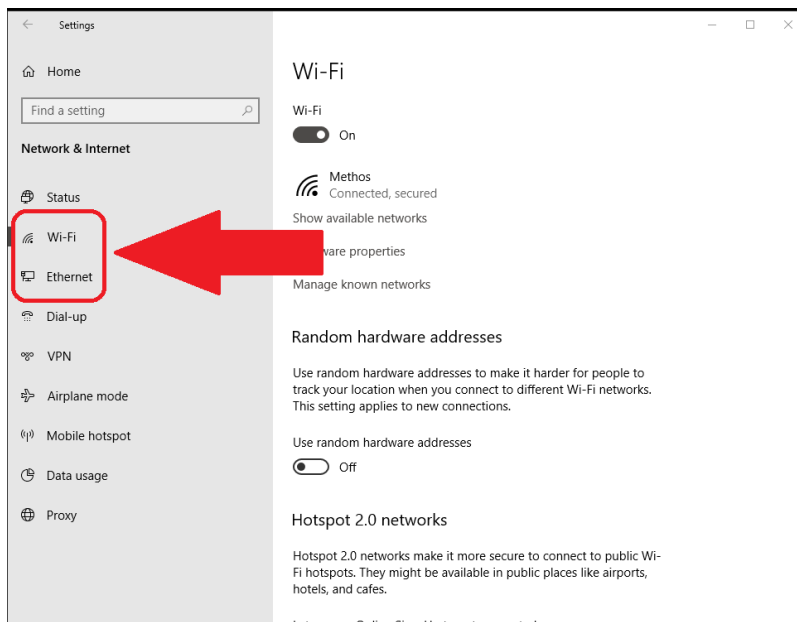 Settings
Home
Find a setting
Network & Internet
Status
Wi-Fi
Ethernet
Dial-up
VPN
Airplane mode
Mobile hotspot
Data usage
Proxy
Wi-Fi
Wi-Fi
On
Methos
Connected, secured
Show available networks
properties
Manage known networks
Random hardware addresses
Use random hardware addresses to make it harder for people to
track your location when you connect to different Wi-Fi networks.
This setting applies to new connections.
Use random hardware addresses
Off
Hotspot 2.0 networks
Hotspot 2.0 networks make it more secure to connect to public Wi-
Fi hotspots. They might be available in public places like airports,
hotels, and cafes.